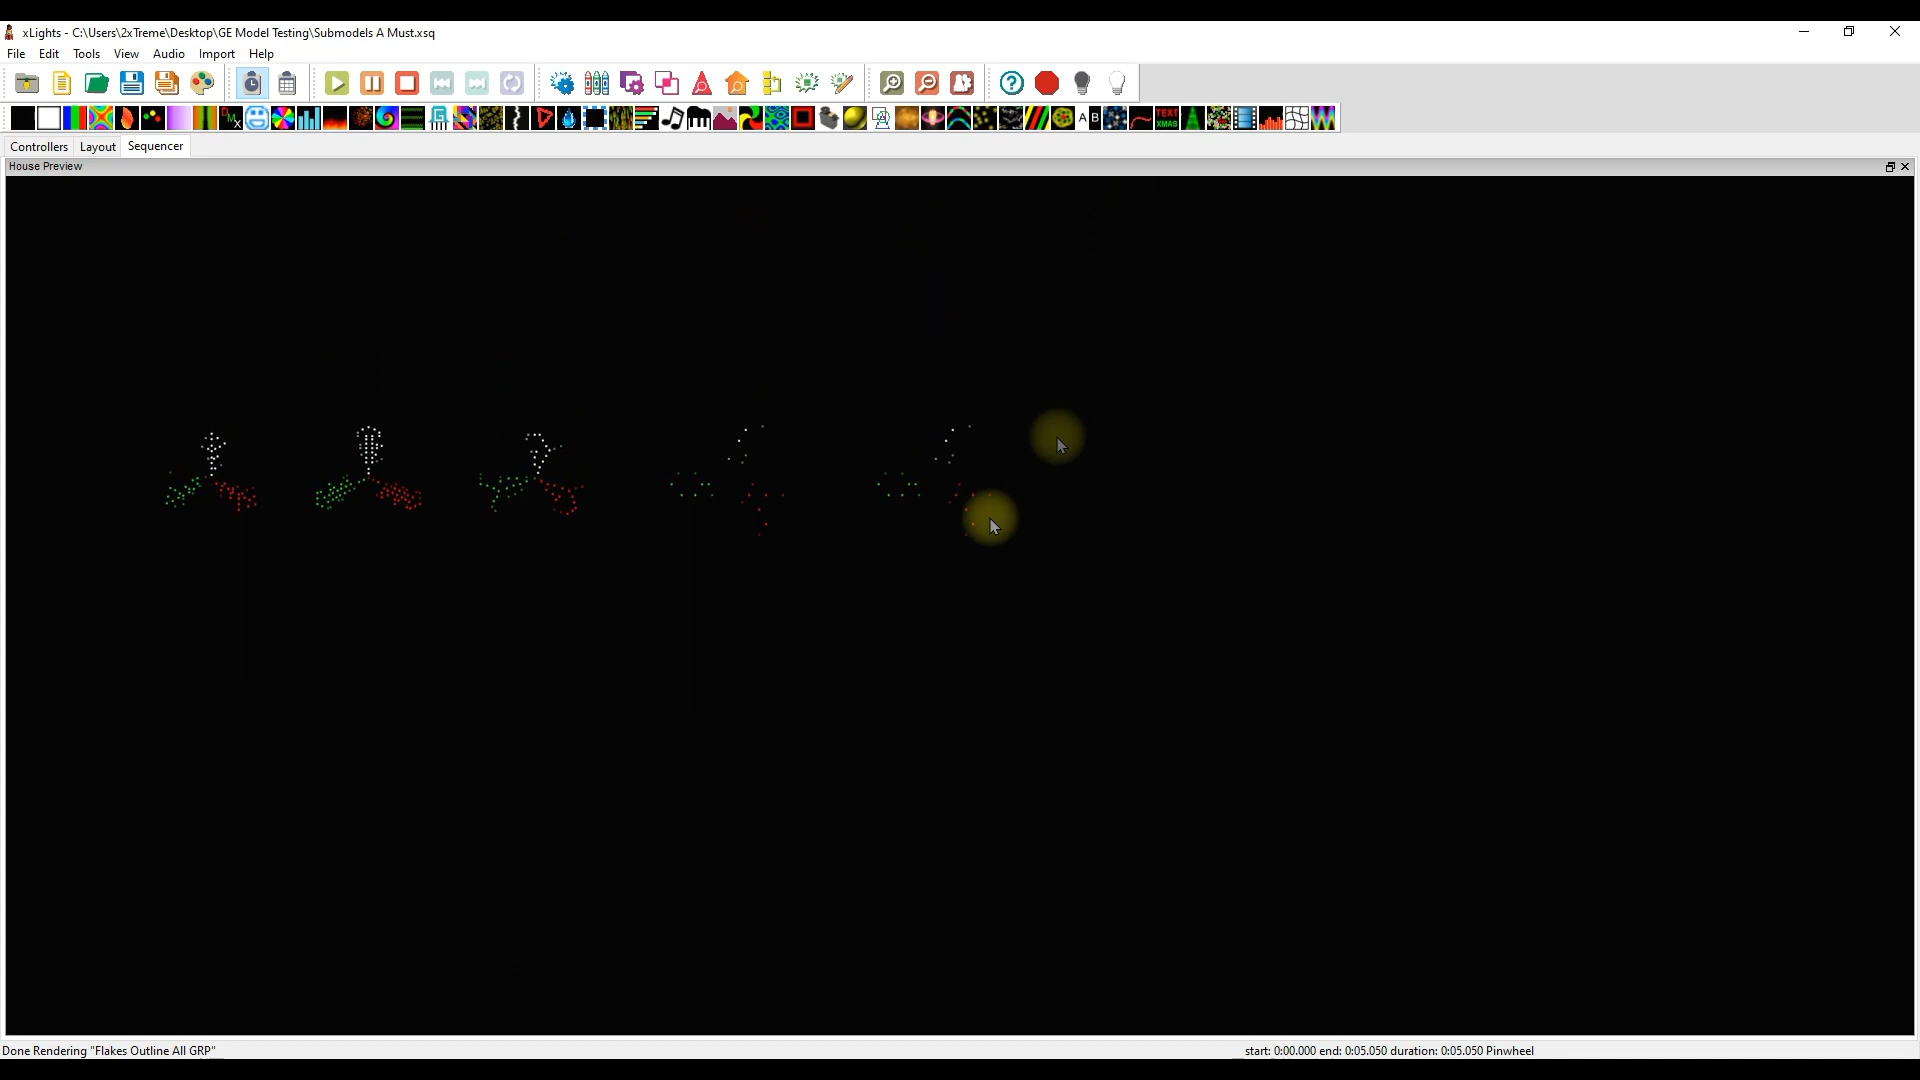 xLights - C:\Users\2xTreme\Desktop\GE Model Testing\Submodels A Must.xsq
File Edit Tools View Audio Import Help
A B
TEXT
XMAS
Controllers Layout Sequencer
House Preview
Done Rendering "Flakes Outline All GRP"
start: 0:00.000 end: 0:05.050 duration: 0:05.050 Pinwheel